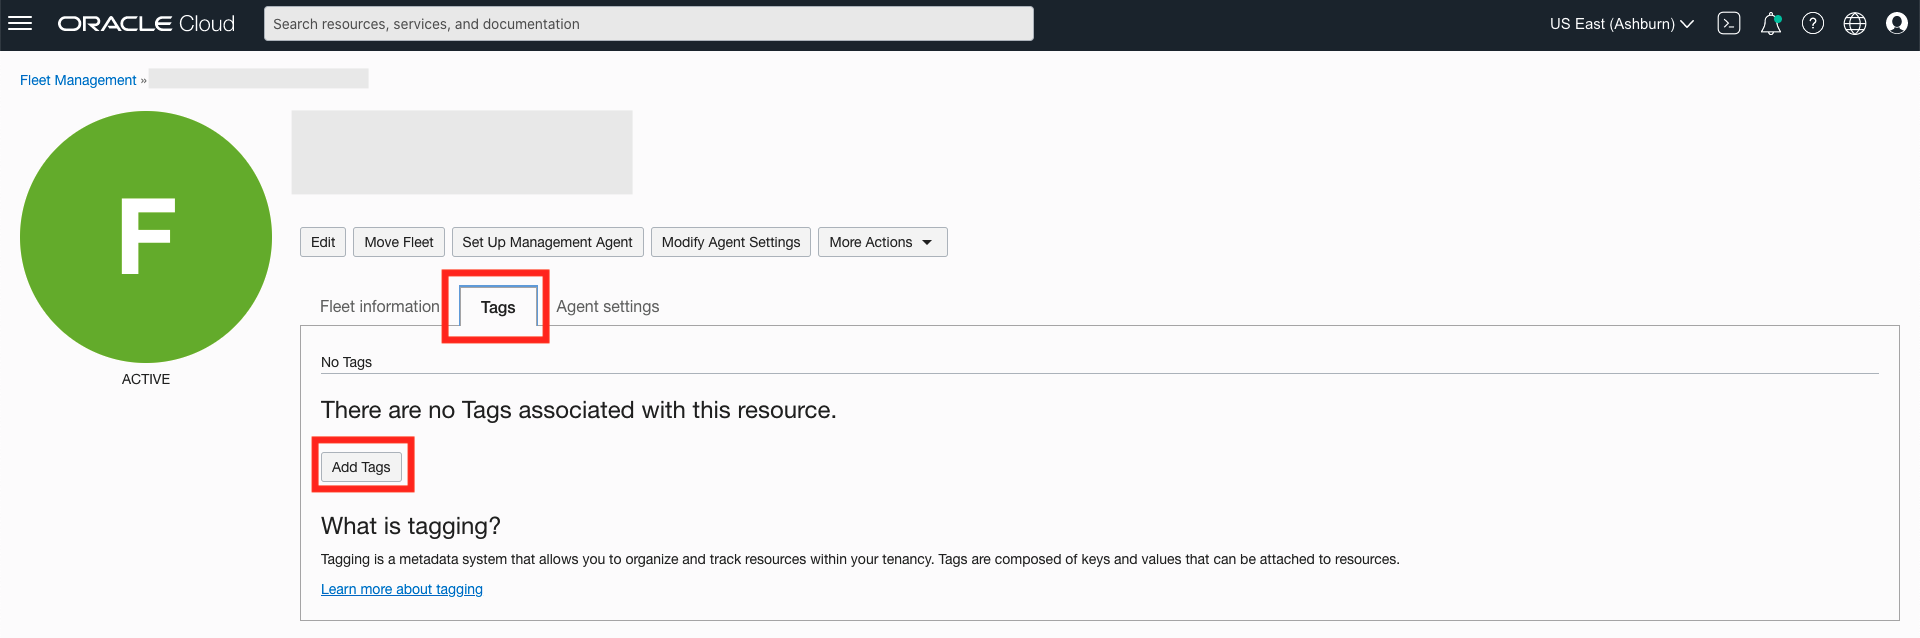 ORACLE Cloud
Search resources, services, and documentation
US East (Ashburn)
Fleet Management »
F
ACTIVE
Edit
Move Fleet
Set Up Management Agent
Modify Agent Settings
More Actions
Fleet information
Tags
Agent settings
No Tags
There are no Tags associated with this resource.
Add Tags
What is tagging?
Tagging is a metadata system that allows you to organize and track resources within your tenancy. Tags are composed of keys and values that can be attached to resources.
Learn more about tagging